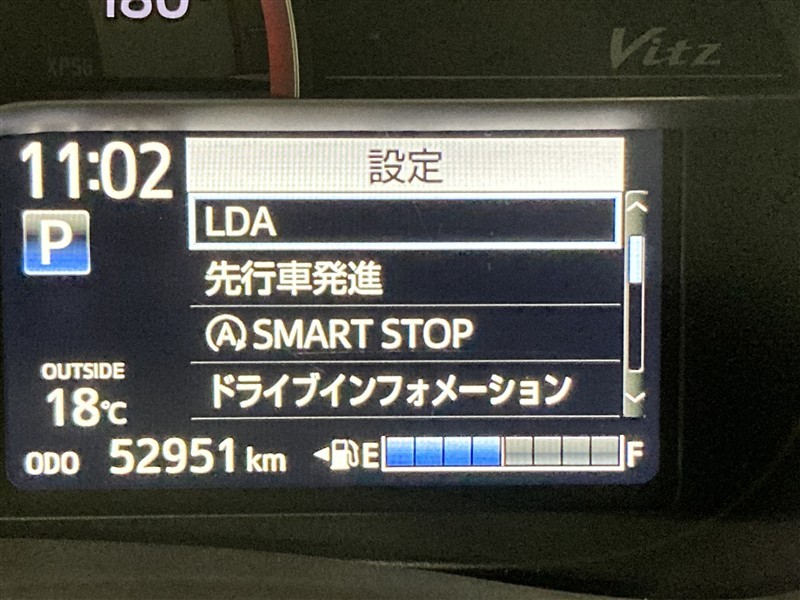 180
Vitz
11:02
設定
P
LDA
先行車発進
A SMART STOP
ドライブインフォメーション
OUTSIDE
18℃
ODO 52951 km E F